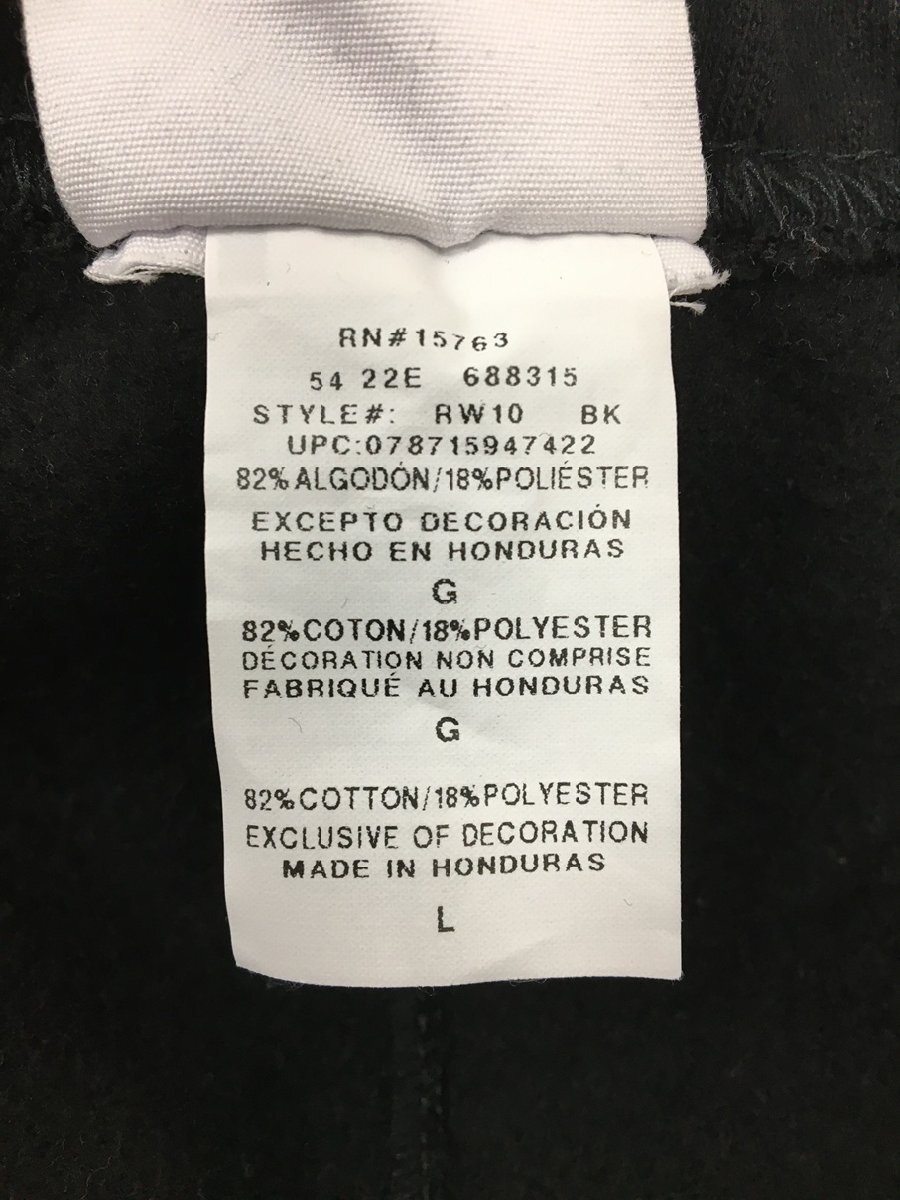 RN#15763
54 22E 688315
STYLE#: RW10 BK
UPC:078715947422
82%ALGODÓN/18%POLIÉSTER
EXCEPTO DECORACIÓN
HECHO EN HONDURAS
G
82%COTON/18%POLYESTER
DÉCORATION NON COMPRISE
FABRIQUÉ AU HONDURAS
G
82%COTTON/18%POLYESTER
EXCLUSIVE OF DECORATION
MADE IN HONDURAS
L